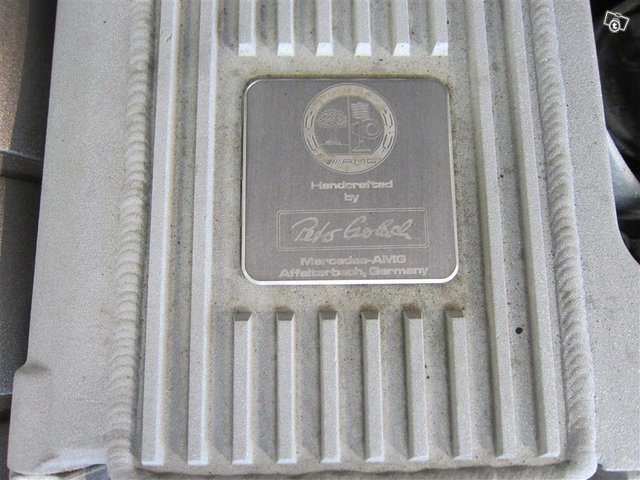 AMG
Handcrafted
by
Mercedes-AMG
Affalterbach, Germany